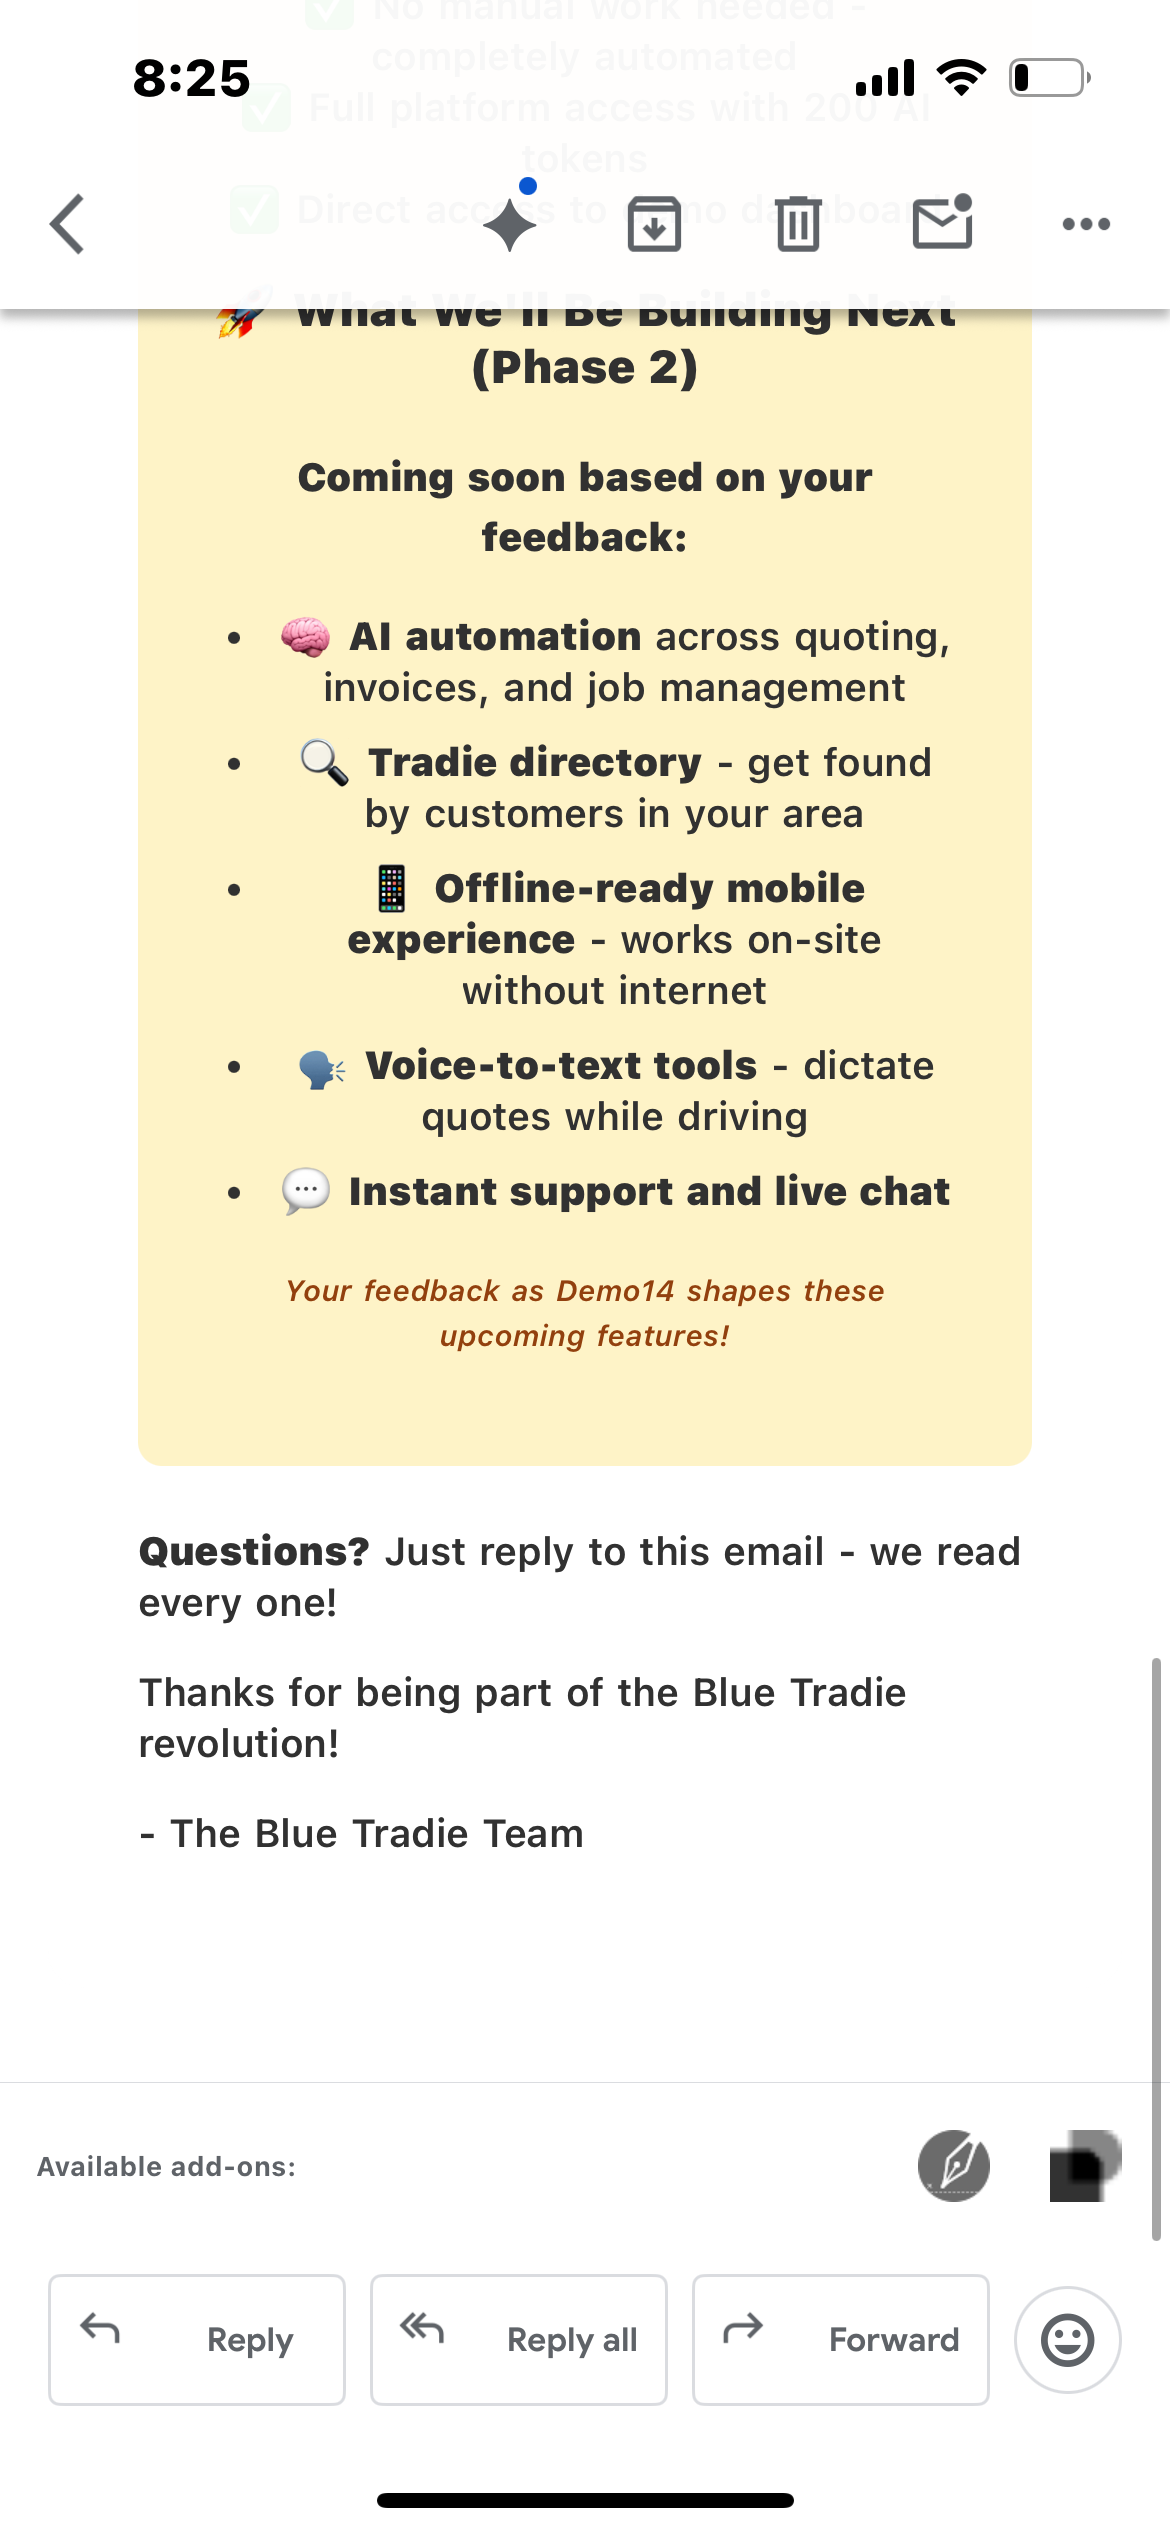 No manual work needed -
completely automated
8:25
Full platform access with 200 AI
tokens
Direct access to demo dashboard
What We'll Be Building Next
(Phase 2)
Coming soon based on your
feedback:
• AI automation across quoting,
invoices, and job management
• Tradie directory - get found
by customers in your area
• Offline-ready mobile
experience - works on-site
without internet
• Voice-to-text tools - dictate
quotes while driving
• Instant support and live chat
Your feedback as Demo14 shapes these
upcoming features!
Questions? Just reply to this email - we read
every one!
Thanks for being part of the Blue Tradie
revolution!
- The Blue Tradie Team
Available add-ons:
Reply
Reply all
Forward